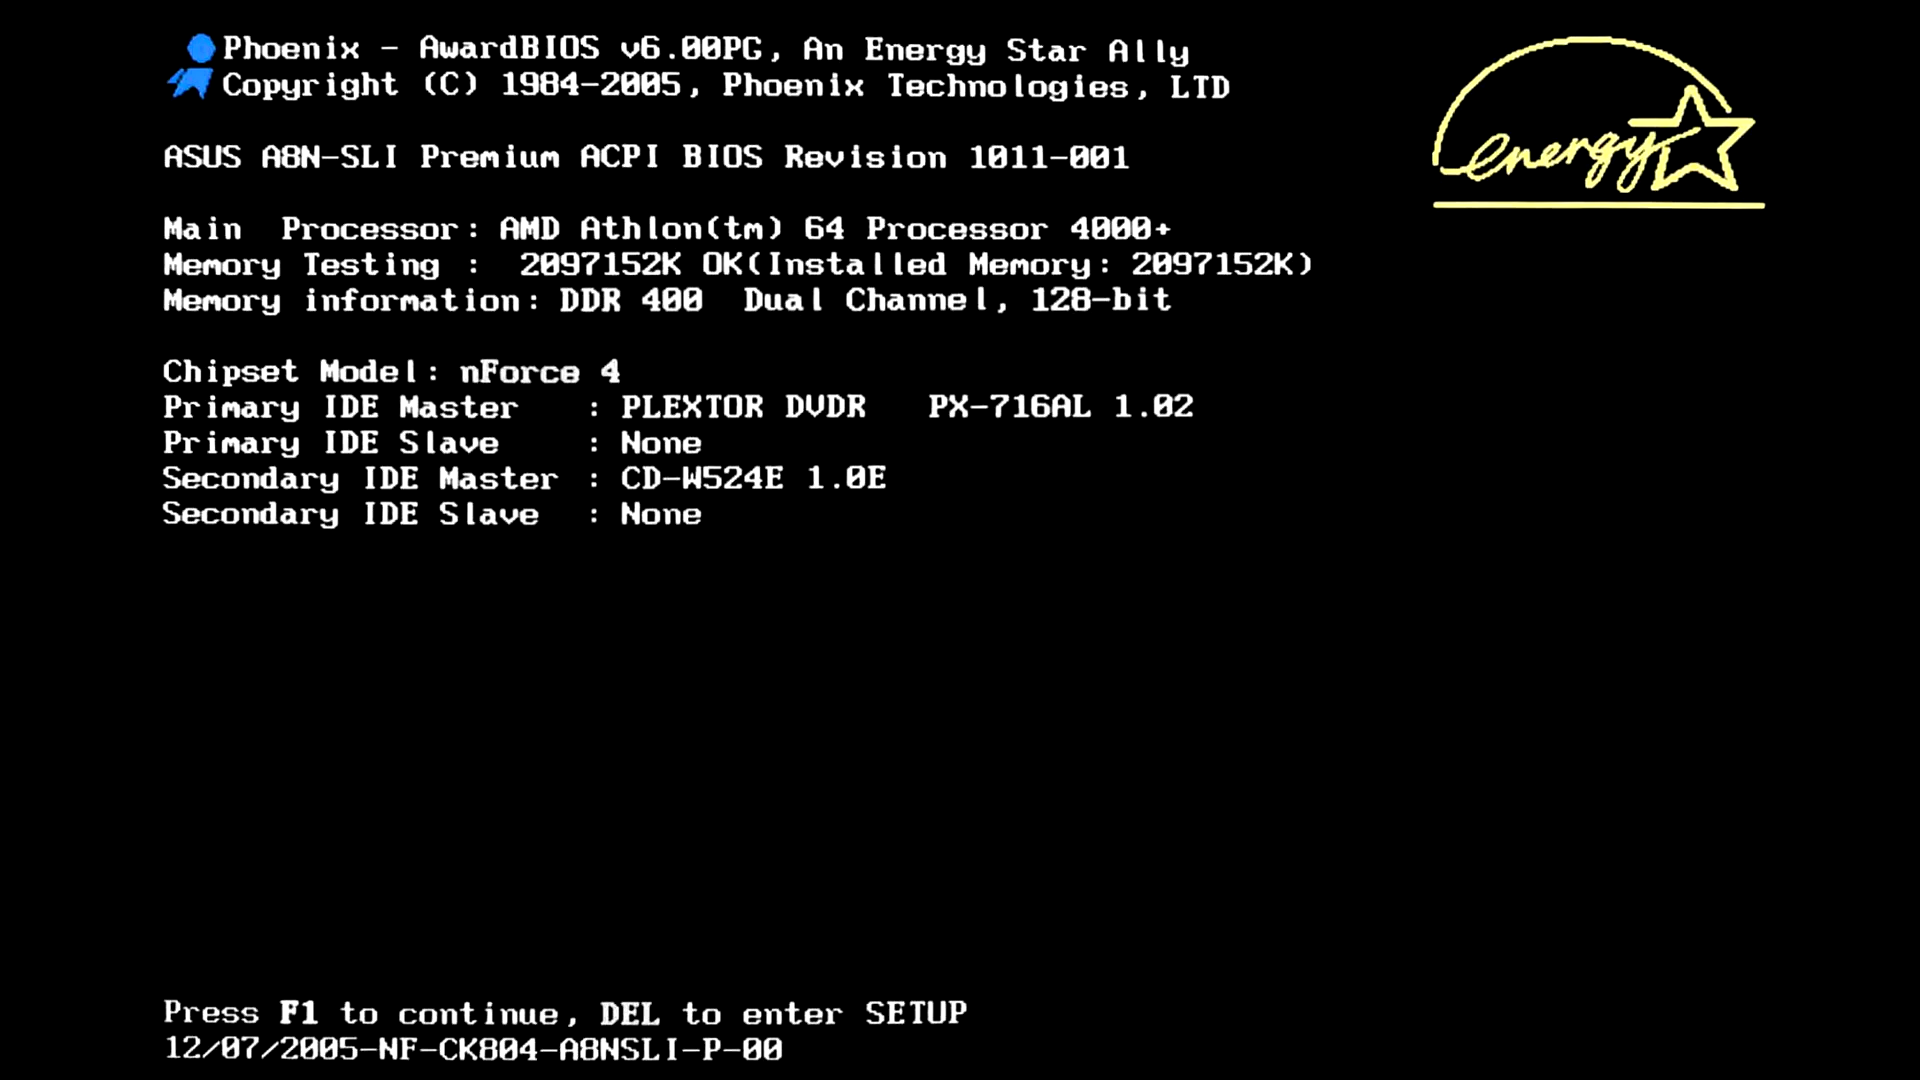 Phoenix - AwardBIOS v6.00PG, An Energy Star Ally
Copyright (C) 1984-2005, Phoenix Technologies, LTD
energy
ASUS A8N-SLI Premium ACPI BIOS Revision 1011-001
Main  Processor: AMD Athlon(tm) 64 Processor 4000+
Memory Testing :  2097152K OK(Installed Memory: 2097152K)
Memory information: DDR 400  Dual Channel, 128-bit
Chipset Model: nForce 4
Primary IDE Master   : PLEXTOR DVDR   PX-716AL 1.02
Primary IDE Slave    : None
Secondary IDE Master : CD-W524E 1.0E
Secondary IDE Slave  : None
Press F1 to continue, DEL to enter SETUP
12/07/2005-NF-CK804-A8NSLI-P-00